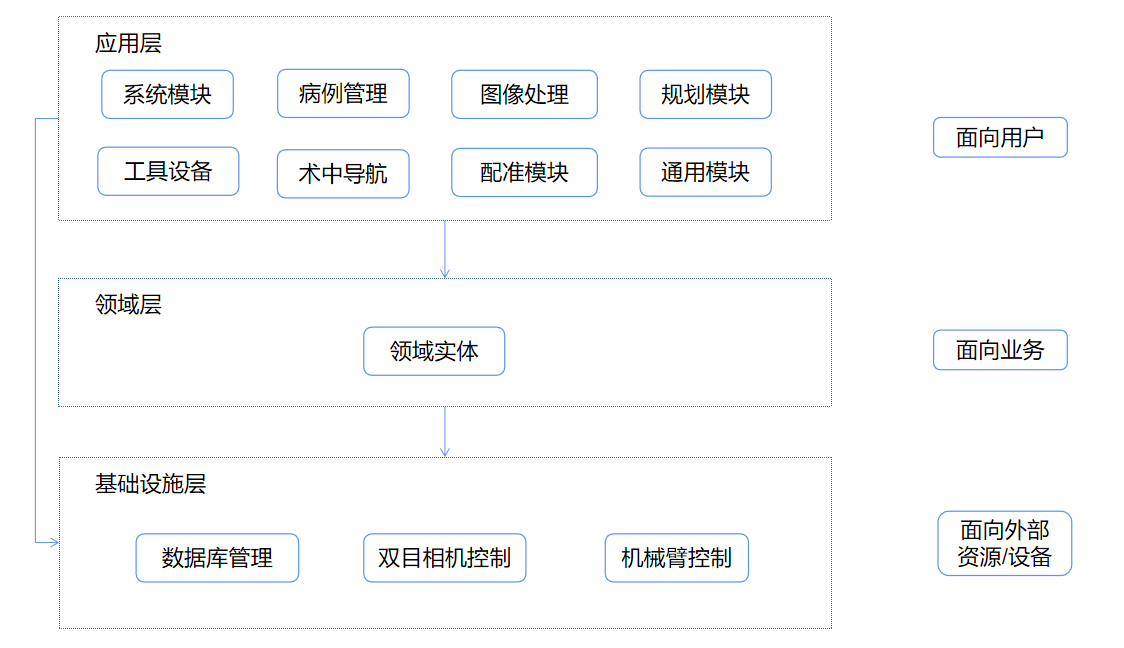 应用层
系统模块
病例管理
图像处理
规划模块
工具设备
术中导航
配准模块
通用模块
面向用户
领域层
领域实体
面向业务
基础设施层
数据库管理
双目相机控制
机械臂控制
面向外部
资源/设备